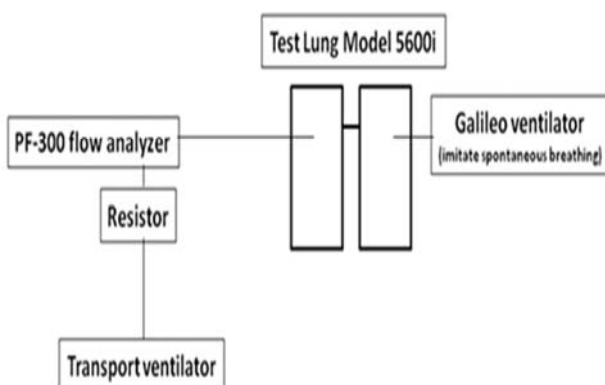 Test Lung Model 5600i
PF-300 flow analyzer
Galileo ventilator
(imitate spontaneous breathing)
Resistor
Transport ventilator